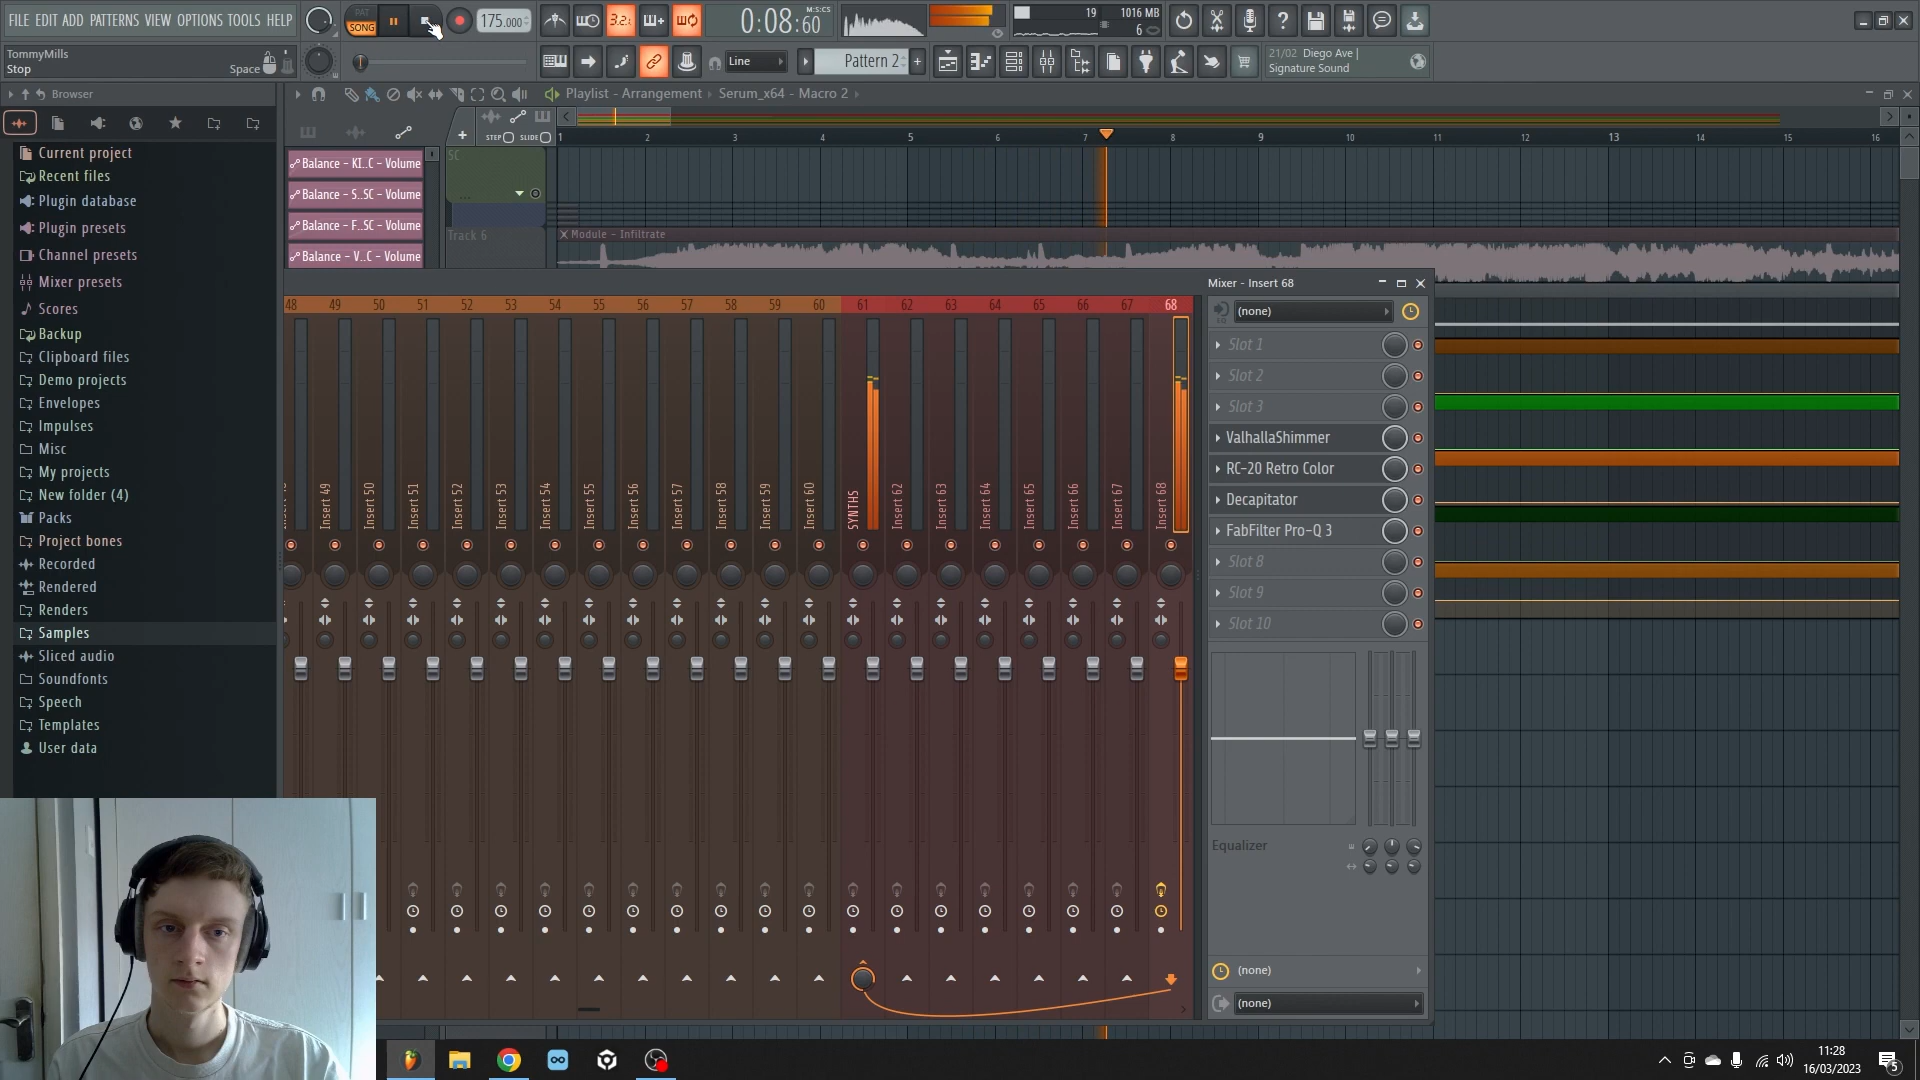 FILE EDIT ADD PATTERNS VIEW OPTIONS TOOLS HELP
PAT
SONG
175.000
3.2.
0:08:60
M:S:CS
19
1016 MB
6
TommyMills
Stop
Space
Line
Pattern 2
21/02 Diego Ave |
Signature Sound
Browser
Playlist - Arrangement
Serum_x64 - Macro 2
STEP
SLIDE
1 2 3 4 5 6 7 8 9 10 11 12 13 14 15 16
Current project
Recent files
Plugin database
Plugin presets
Channel presets
Mixer presets
Scores
Backup
Clipboard files
Demo projects
Envelopes
Impulses
Misc
My projects
New folder (4)
Packs
Project bones
Recorded
Rendered
Renders
Samples
Sliced audio
Soundfonts
Speech
Templates
User data
Balance - KI..C - Volume
Balance - S..SC - Volume
Balance - F..SC - Volume
Balance - V..C - Volume
SC
Track 6
Module - Infiltrate
48 49 50 51 52 53 54 55 56 57 58 59 60 61 62 63 64 65 66 67 68
Insert 49
Insert 50
Insert 51
Insert 52
Insert 53
Insert 54
Insert 55
Insert 56
Insert 57
Insert 58
Insert 59
Insert 60
SYNTHS
Insert 62
Insert 63
Insert 64
Insert 65
Insert 66
Insert 67
Insert 68
Mixer - Insert 68
(none)
Slot 1
Slot 2
Slot 3
ValhallaShimmer
RC-20 Retro Color
Decapitator
FabFilter Pro-Q 3
Slot 8
Slot 9
Slot 10
Equalizer
(none)
(none)
11:28
16/03/2023
5